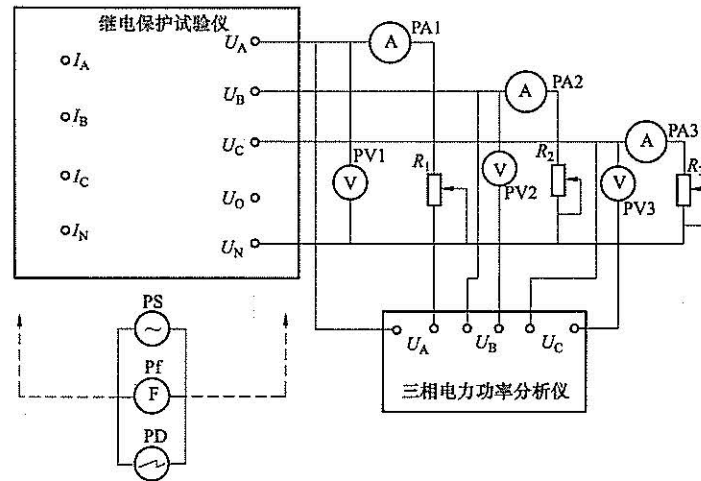 继电保护试验仪
U_A
PA1
A
I_A
U_B
PA2
A
I_B
U_C
PA3
A
PV1
V
R_1
V
PV2
R_2
V
PV3
I_C
U_O
I_N
U_N
PS
~
Pf
F
PD
U_A
U_B
U_C
三相电力功率分析仪